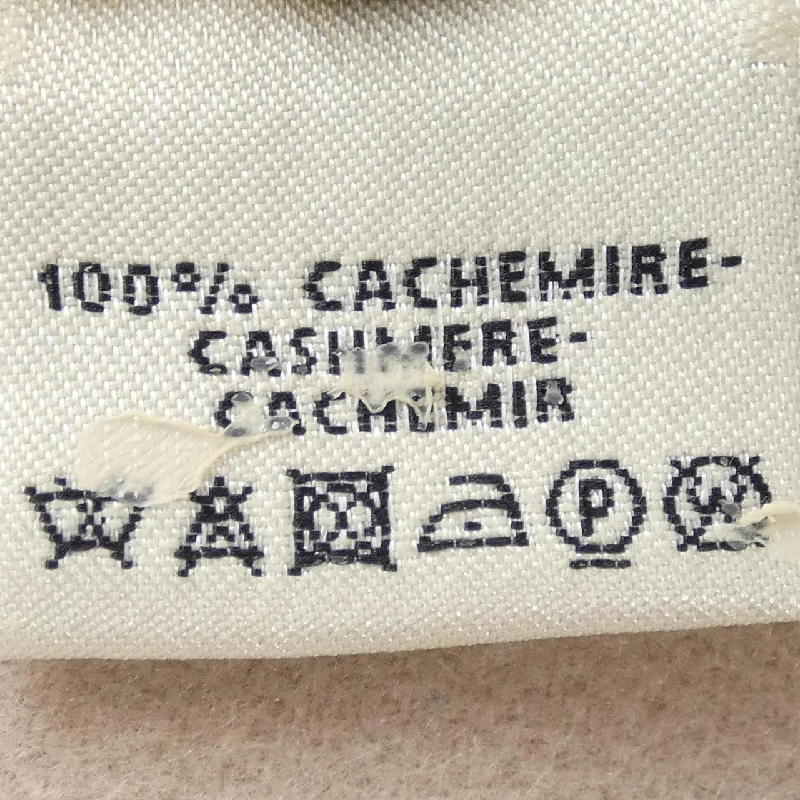 100% CACHEMIRE-
CASHMERE-
CACHEMIR
P W